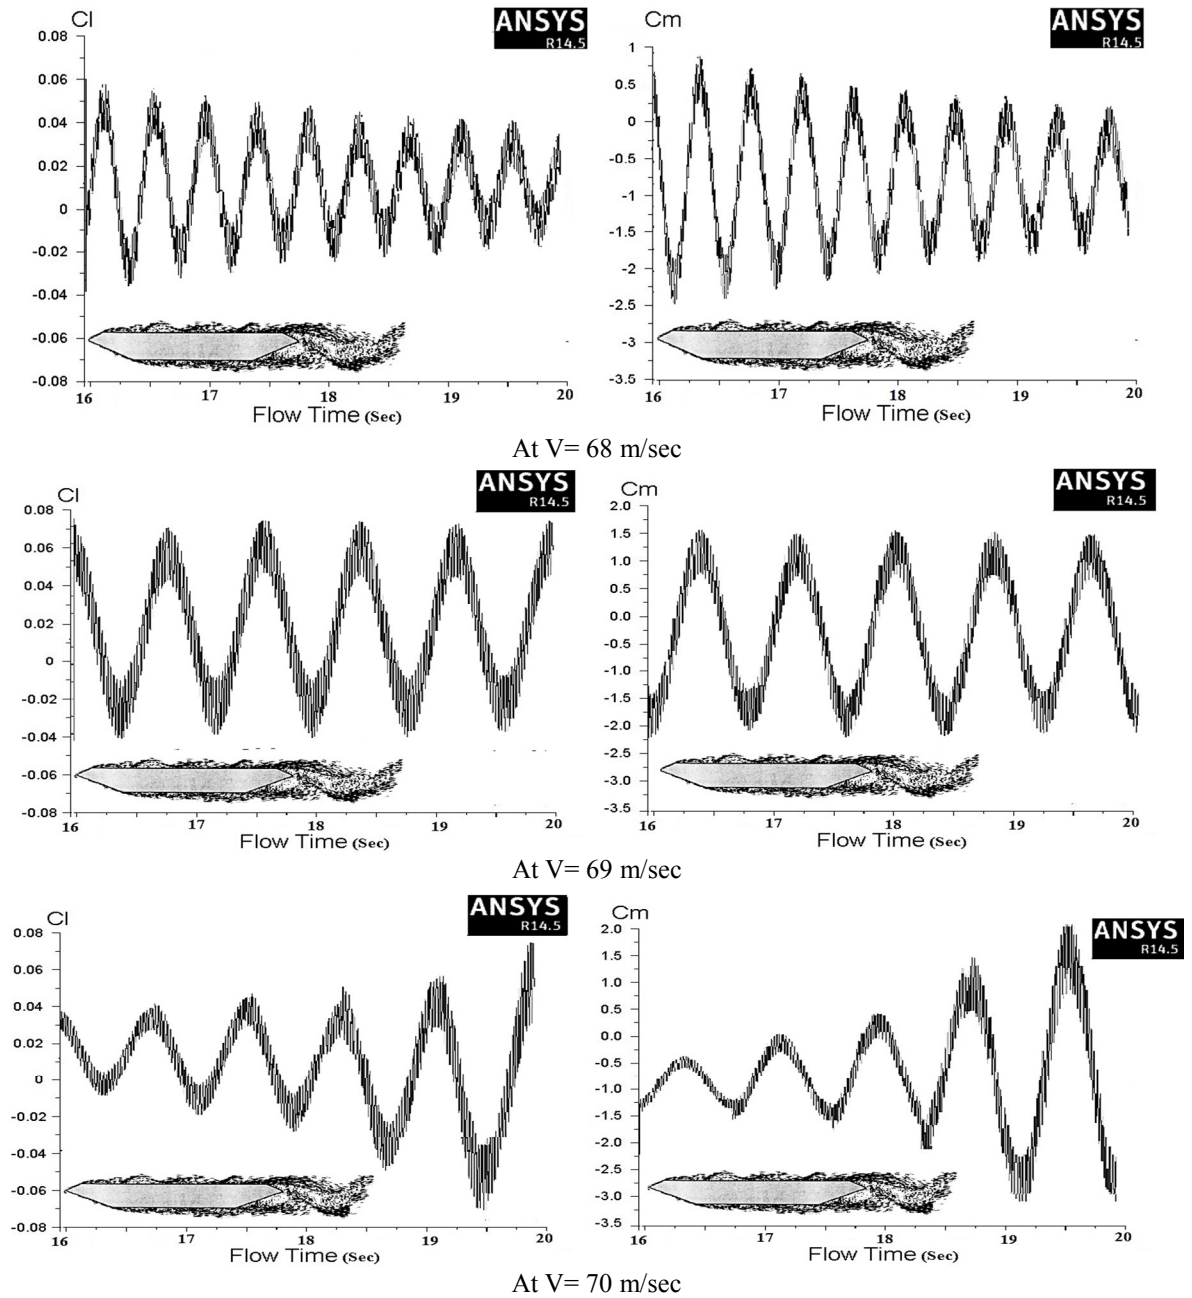 Cl
ANSYS
R14.5
0.08
0.06
0.04
0.02
0
-0.02
-0.04
-0.06
-0.08
16 17 18 19 20
Flow Time (Sec)
Cm
ANSYS
R14.5
1
0.5
0
-0.5
-1
-1.5
-2
-2.5
-3
-3.5
16 17 18 19 20
Flow Time (Sec)
At V= 68 m/sec
Cl
ANSYS
R14.5
0.08
0.06
0.04
0.02
0
-0.02
-0.04
-0.06
-0.08
16 17 18 19 20
Flow Time (Sec)
Cm
ANSYS
R14.5
2.0
1.5
1.0
0.5
0.0
-0.5
-1.0
-1.5
-2.0
-2.5
-3.0
-3.5
16 17 18 19 20
Flow Time (Sec)
At V= 69 m/sec
Cl
ANSYS
R14.5
0.08
0.06
0.04
0.02
0
-0.02
-0.04
-0.06
-0.08
16 17 18 19 20
Flow Time (Sec)
Cm
ANSYS
R14.5
2.0
1.5
1.0
0.5
0.0
-0.5
-1.0
-1.5
-2.0
-2.5
-3.0
-3.5
16 17 18 19 20
Flow Time (Sec)
At V= 70 m/sec